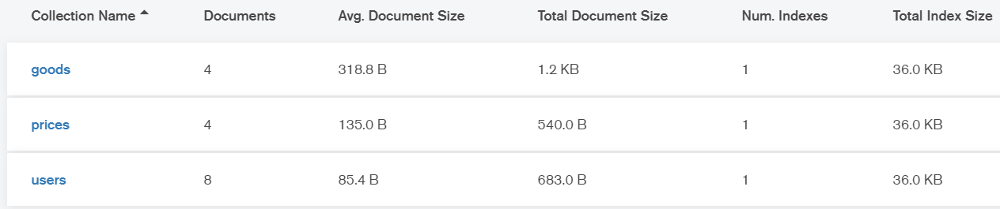 Collection Name Documents Avg. Document Size Total Document Size Num. Indexes Total Index Size
goods 4 318.8 B 1.2 KB 1 36.0 KB
prices 4 135.0 B 540.0 B 1 36.0 KB
users 8 85.4 B 683.0 B 1 36.0 KB